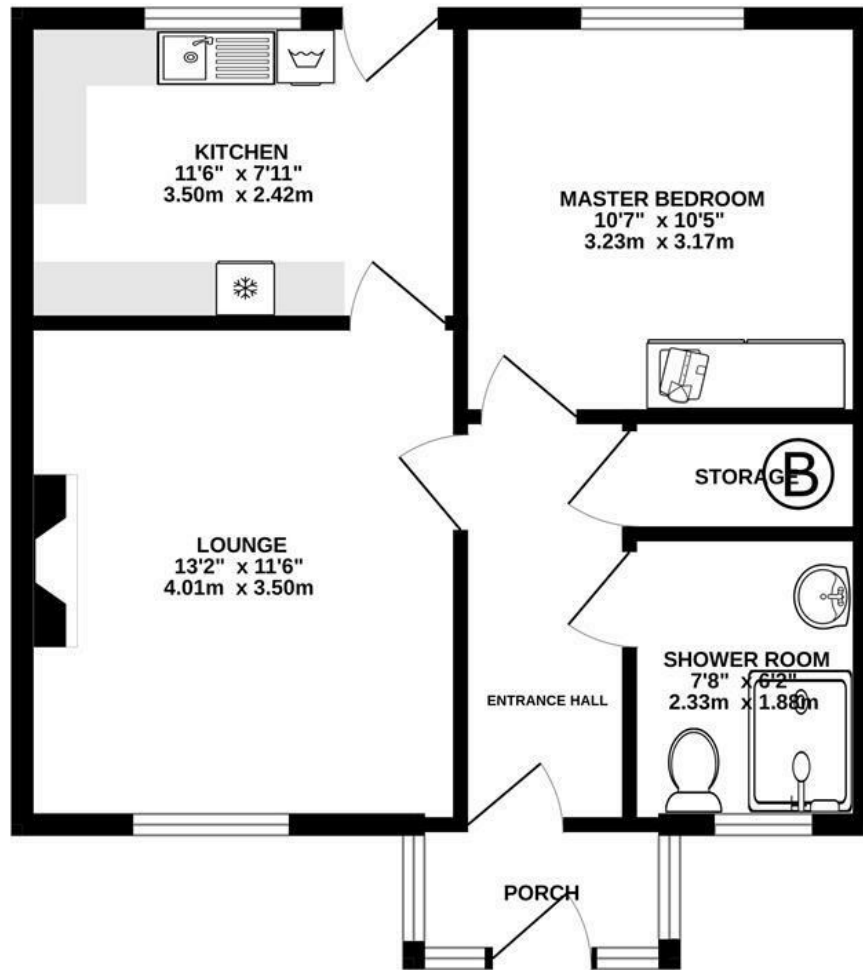 KITCHEN
11'6" x 7'11"
3.50m x 2.42m
MASTER BEDROOM
10'7" x 10'5"
3.23m x 3.17m
STORAGE
B
LOUNGE
13'2" x 11'6"
4.01m x 3.50m
SHOWER ROOM
7'8" x 6'2"
2.33m x 1.88m
ENTRANCE HALL
PORCH